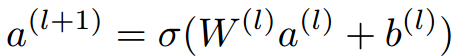 a^{(l+1)} = σ(W^{(l)}a^{(l)} + b^{(l)})